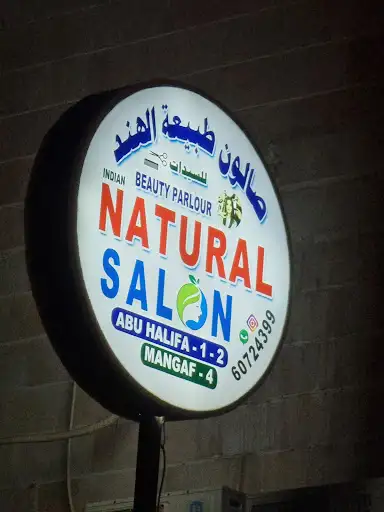 صالون طبيعة الهند
للسيدات
INDIAN BEAUTY PARLOUR
NATURAL
SALON
ABU HALIFA - 1 - 2
MANGAF - 4
60724399